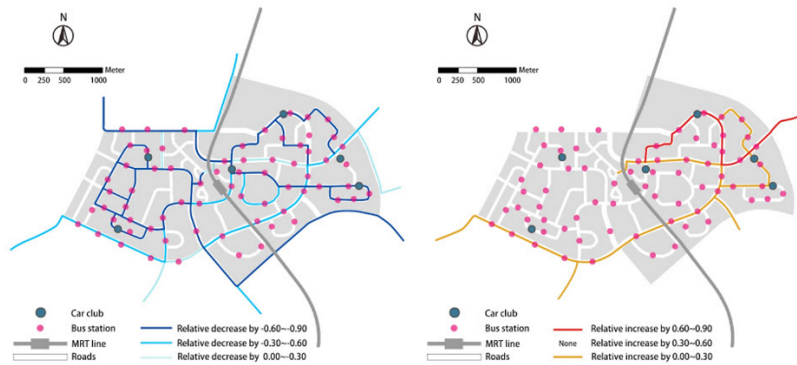 N
Meter
0 250 500 1000
Car club
Bus station
MRT line
Roads
Relative decrease by -0.60~-0.90
Relative decrease by -0.30~-0.60
Relative decrease by 0.00~-0.30
N
Meter
0 250 500 1000
Car club
Bus station
MRT line
Roads
Relative increase by 0.60~0.90
None Relative increase by 0.30~0.60
Relative increase by 0.00~0.30